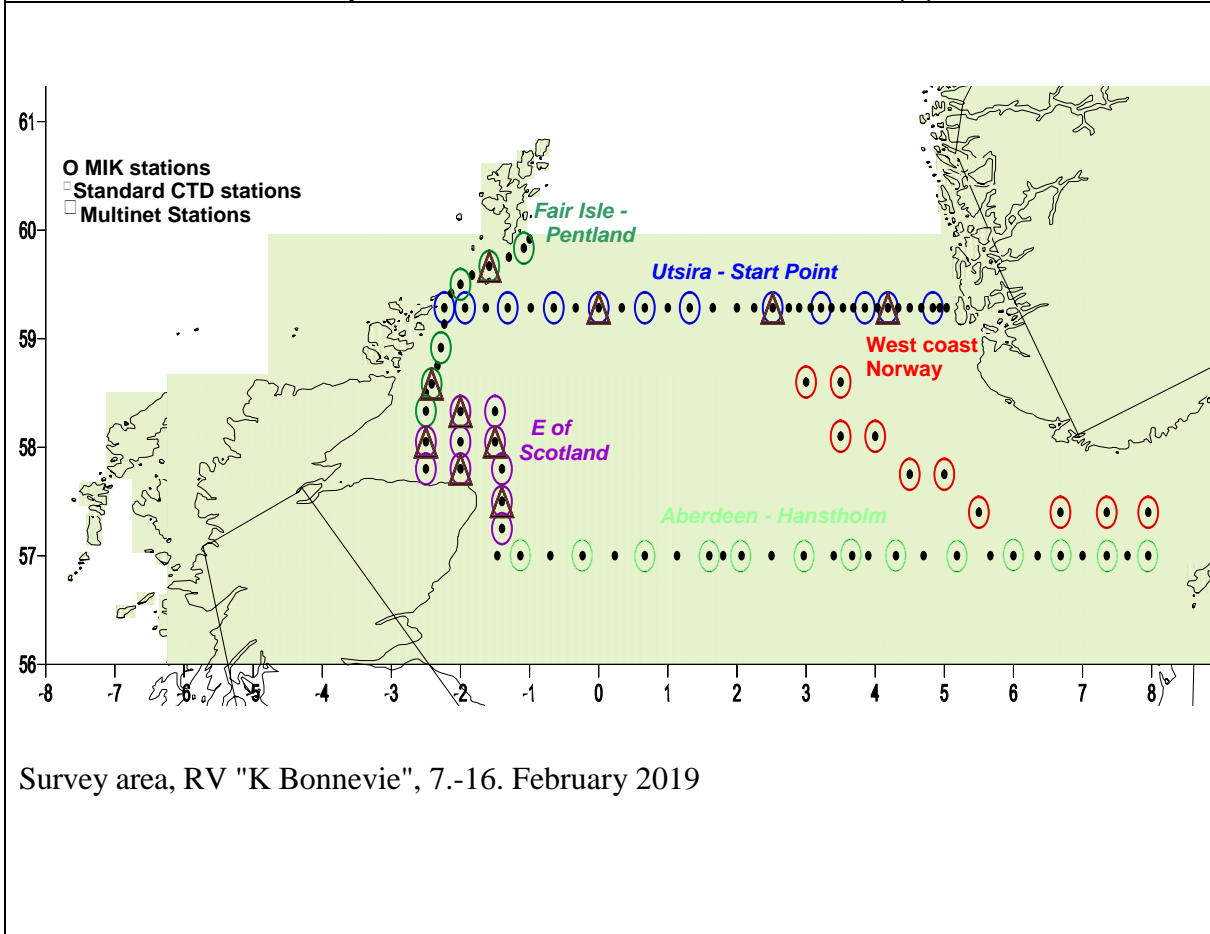 61
60
59
58
57
56
O MIK stations
Standard CTD stations
Multinet Stations
Fair Isle -
Pentland
Utsira - Start Point
West coast
Norway
E of
Scotland
Aberdeen - Hanstholm
-8 -7 -6 -5 -4 -3 -2 -1 0 1 2 3 4 5 6 7 8
Survey area, RV "K Bonnevie", 7.-16. February 2019